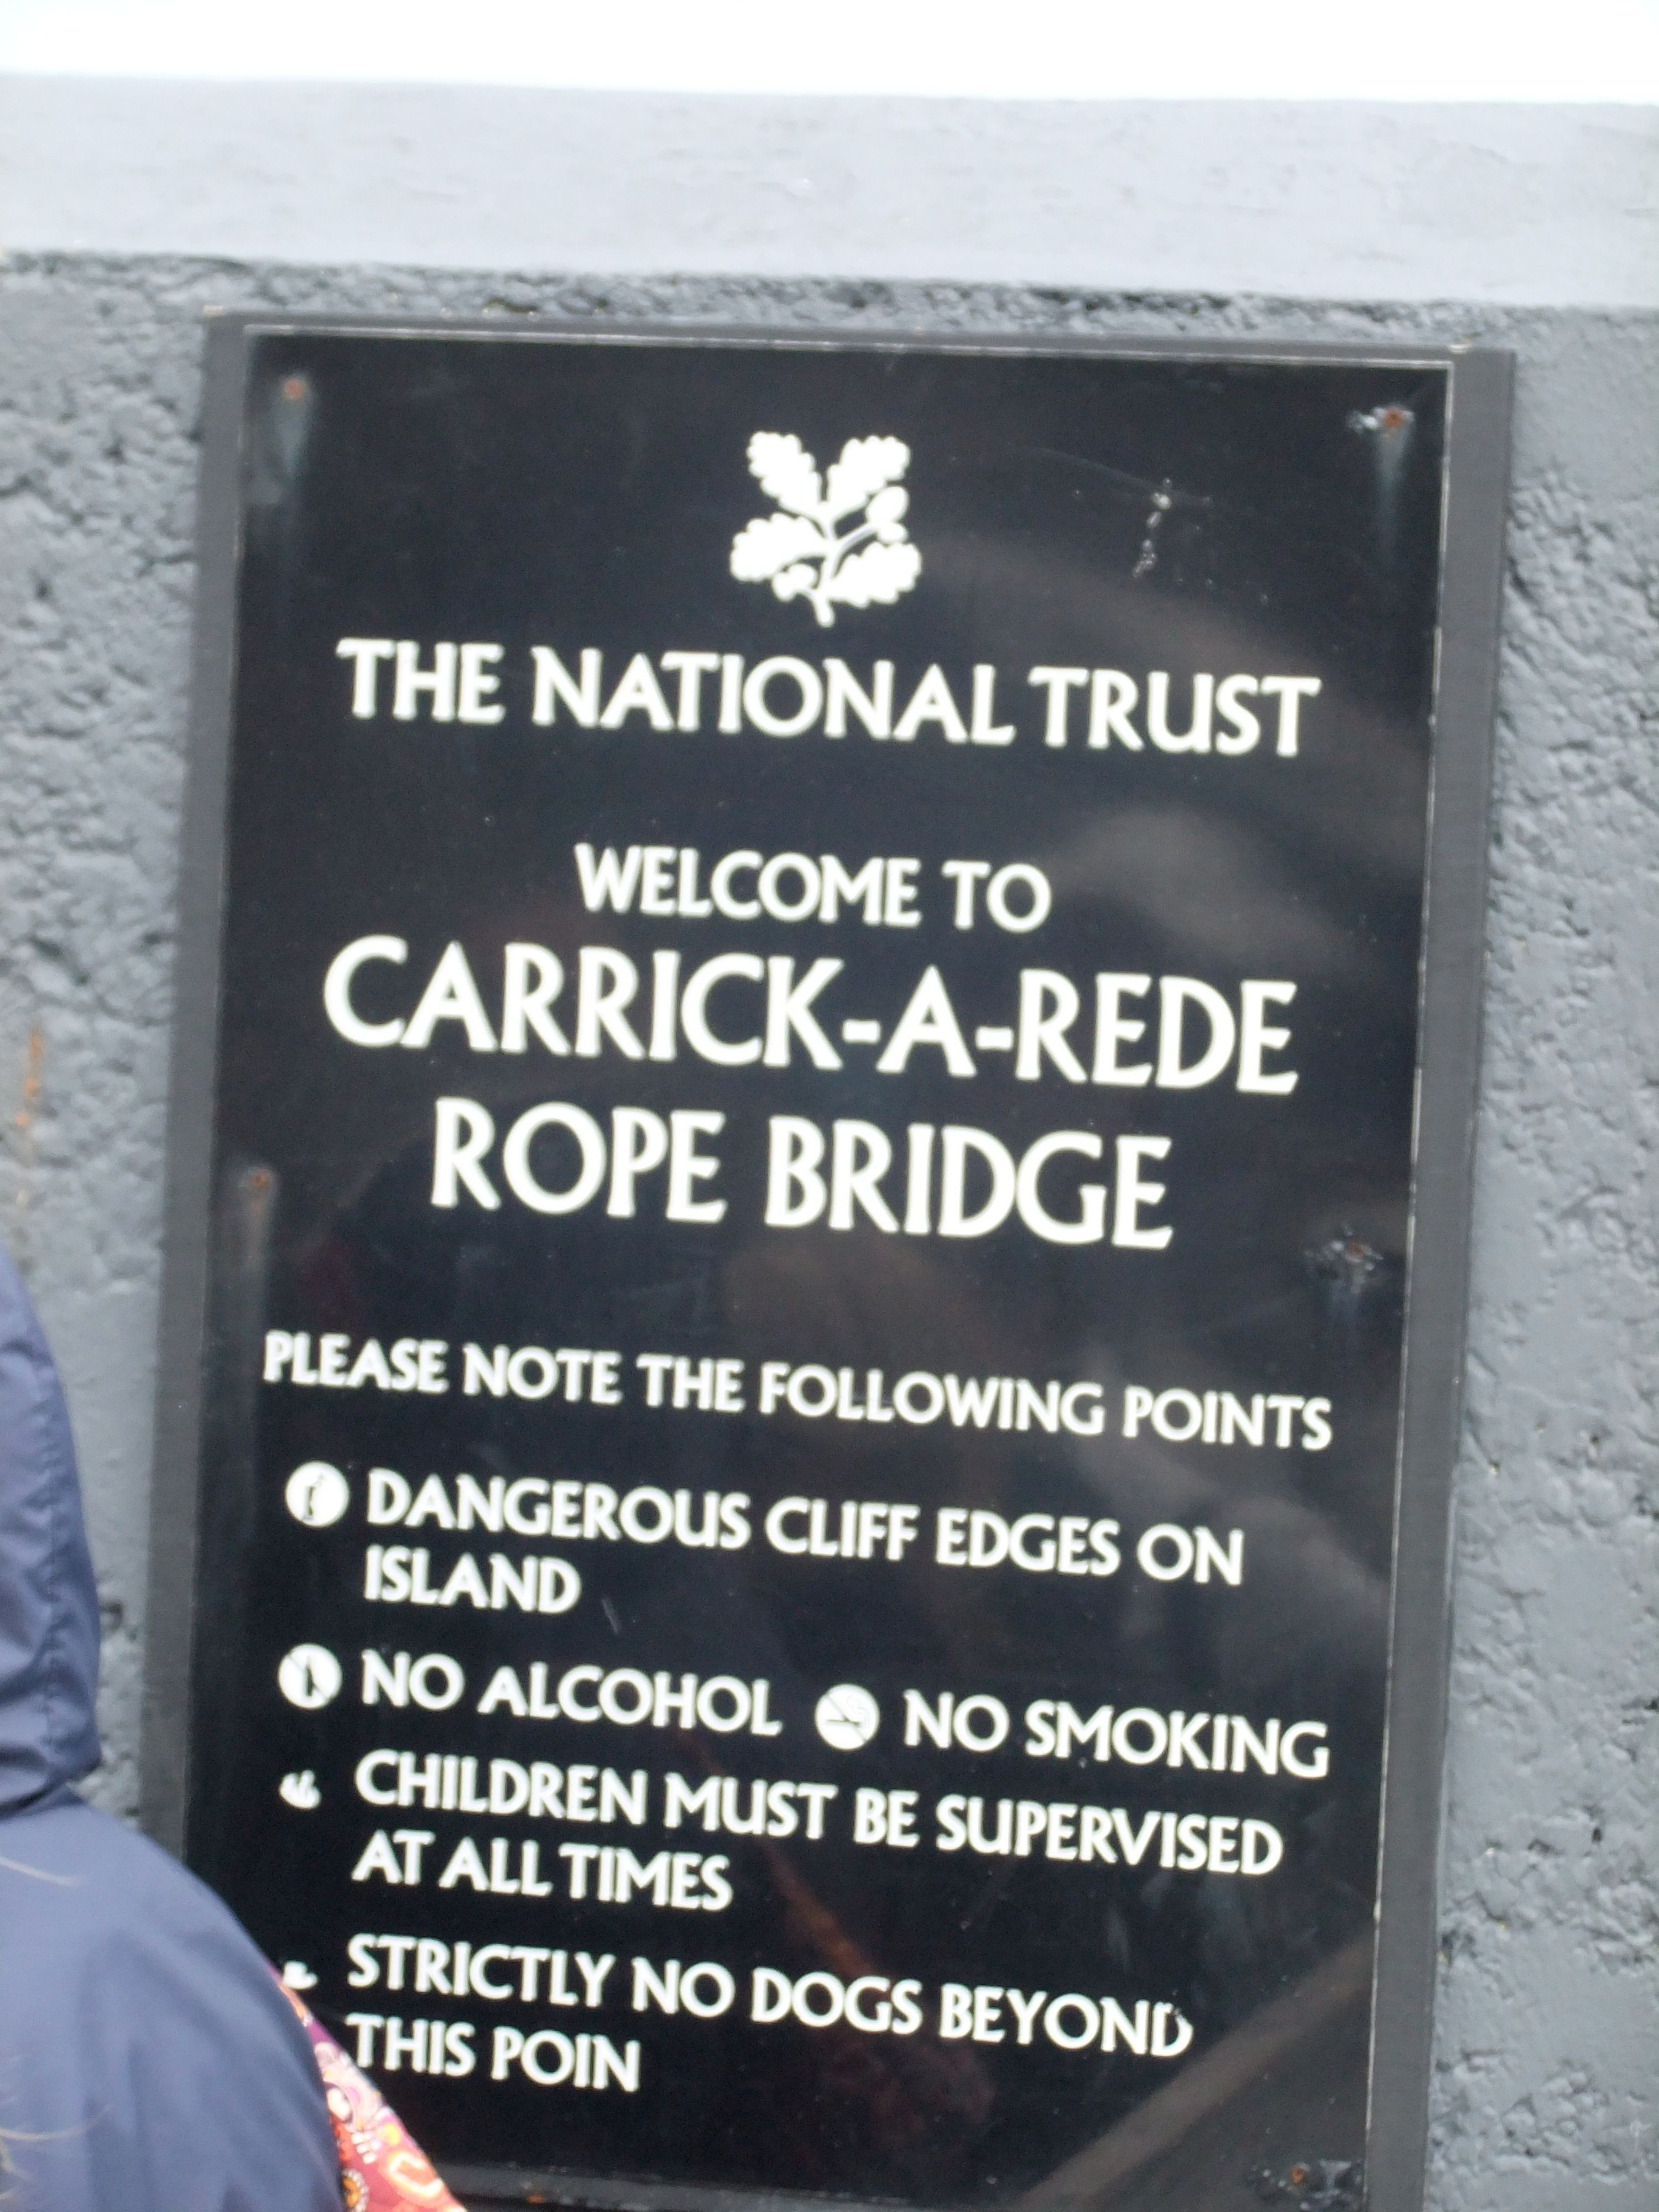 THE NATIONAL TRUST
WELCOME TO
CARRICK-A-REDE
ROPE BRIDGE
PLEASE NOTE THE FOLLOWING POINTS
DANGEROUS CLIFF EDGES ON
ISLAND
NO ALCOHOL NO SMOKING
CHILDREN MUST BE SUPERVISED
AT ALL TIMES
STRICTLY NO DOGS BEYOND
THIS POIN